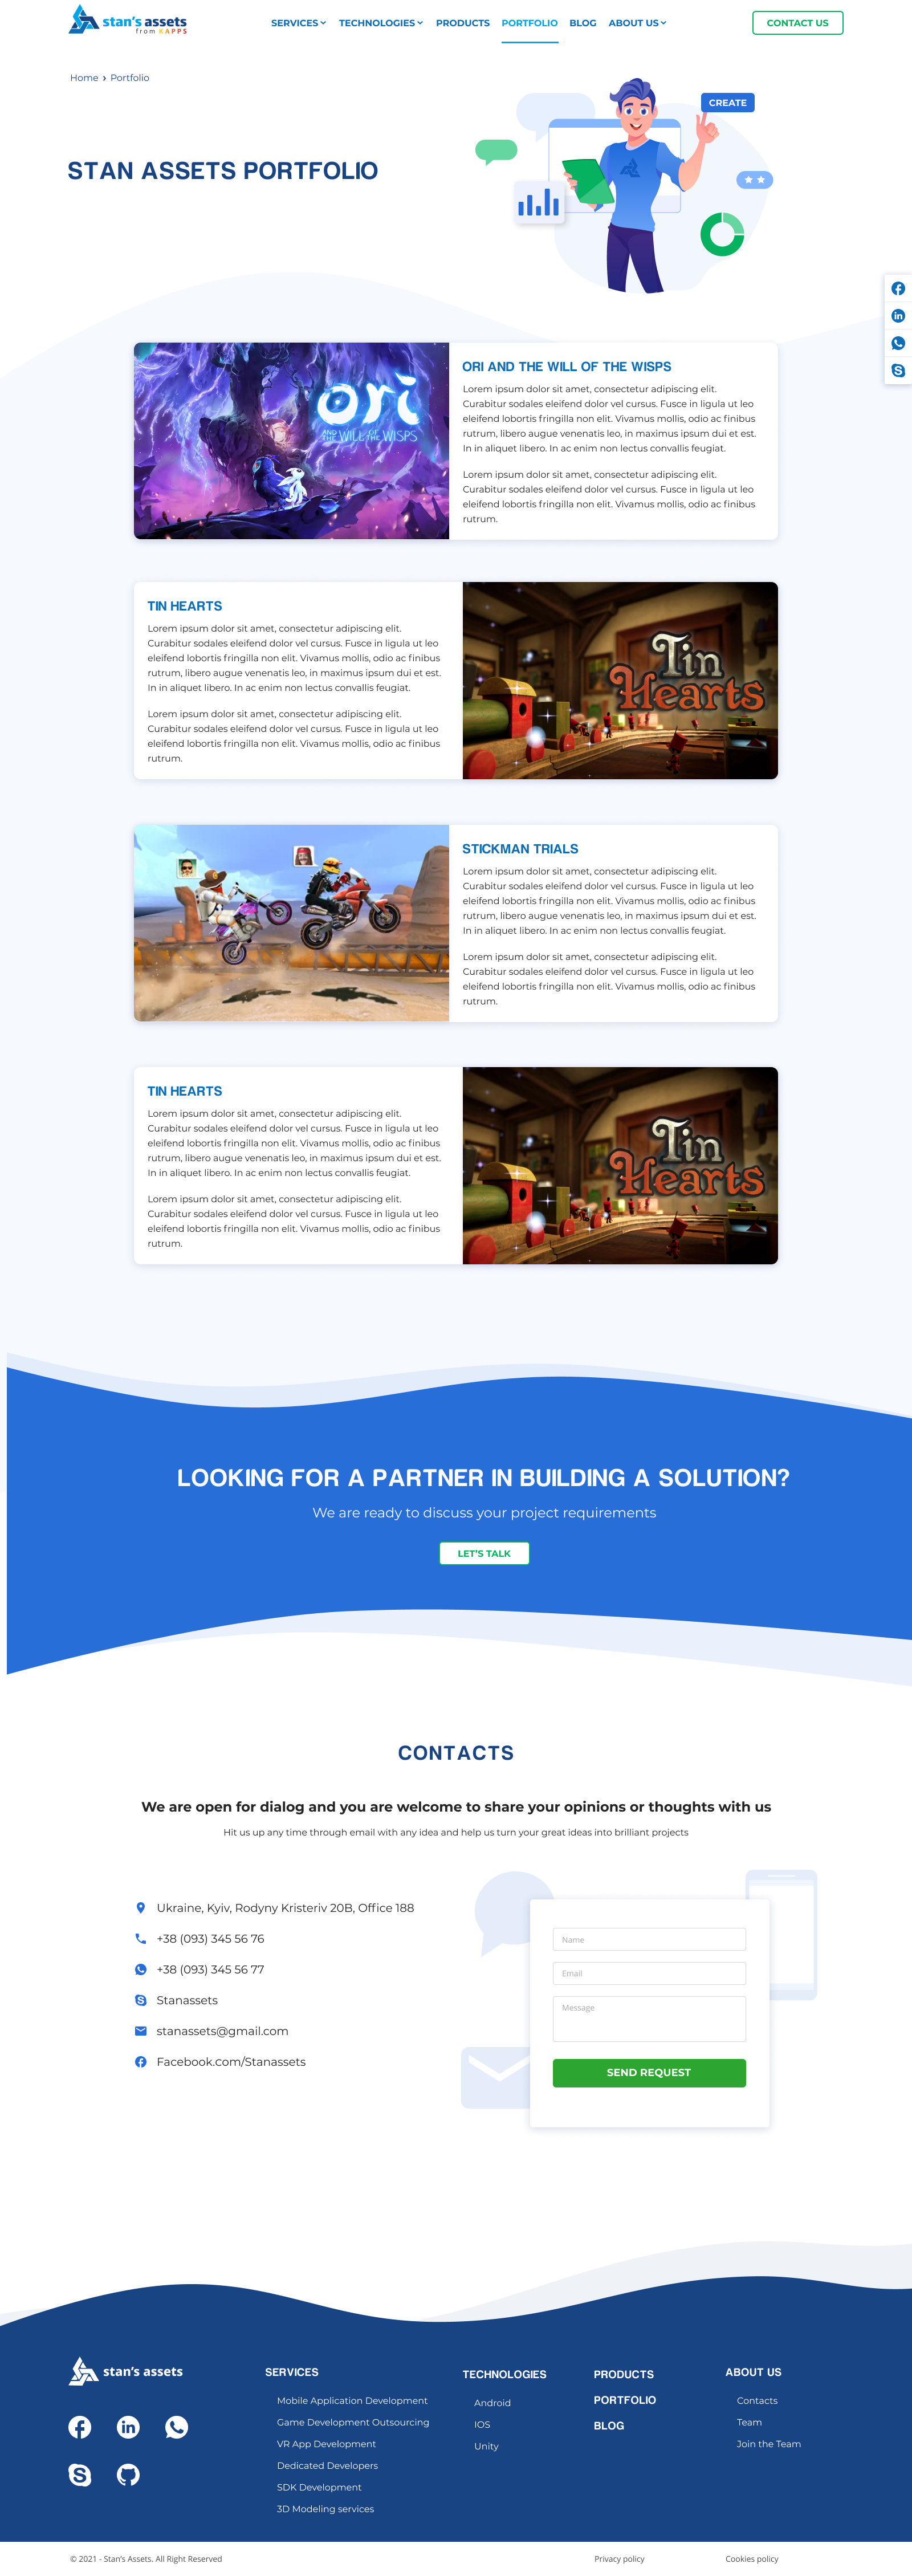 stan's assets
from KAPPS
SERVICES
TECHNOLOGIES
PRODUCTS
PORTFOLIO
BLOG
ABOUT US
CONTACT US
Home › Portfolio
CREATE
STAN ASSETS PORTFOLIO
ori
AND THE WILL OF THE WISPS
ORI AND THE WILL OF THE WISPS
Lorem ipsum dolor sit amet, consectetur adipiscing elit.
Curabitur sodales eleifend dolor vel cursus. Fusce in ligula ut leo
eleifend lobortis fringilla non elit. Vivamus mollis, odio ac finibus
rutrum, libero augue venenatis leo, in maximus ipsum dui et est.
In in aliquet libero. In ac enim non lectus convallis feugiat.
Lorem ipsum dolor sit amet, consectetur adipiscing elit.
Curabitur sodales eleifend dolor vel cursus. Fusce in ligula ut leo
eleifend lobortis fringilla non elit. Vivamus mollis, odio ac finibus
rutrum.
TIN HEARTS
Lorem ipsum dolor sit amet, consectetur adipiscing elit.
Curabitur sodales eleifend dolor vel cursus. Fusce in ligula ut leo
eleifend lobortis fringilla non elit. Vivamus mollis, odio ac finibus
rutrum, libero augue venenatis leo, in maximus ipsum dui et est.
In in aliquet libero. In ac enim non lectus convallis feugiat.
Lorem ipsum dolor sit amet, consectetur adipiscing elit.
Curabitur sodales eleifend dolor vel cursus. Fusce in ligula ut leo
eleifend lobortis fringilla non elit. Vivamus mollis, odio ac finibus
rutrum.
Tin
Hearts
STICKMAN TRIALS
Lorem ipsum dolor sit amet, consectetur adipiscing elit.
Curabitur sodales eleifend dolor vel cursus. Fusce in ligula ut leo
eleifend lobortis fringilla non elit. Vivamus mollis, odio ac finibus
rutrum, libero augue venenatis leo, in maximus ipsum dui et est.
In in aliquet libero. In ac enim non lectus convallis feugiat.
Lorem ipsum dolor sit amet, consectetur adipiscing elit.
Curabitur sodales eleifend dolor vel cursus. Fusce in ligula ut leo
eleifend lobortis fringilla non elit. Vivamus mollis, odio ac finibus
rutrum.
TIN HEARTS
Lorem ipsum dolor sit amet, consectetur adipiscing elit.
Curabitur sodales eleifend dolor vel cursus. Fusce in ligula ut leo
eleifend lobortis fringilla non elit. Vivamus mollis, odio ac finibus
rutrum, libero augue venenatis leo, in maximus ipsum dui et est.
In in aliquet libero. In ac enim non lectus convallis feugiat.
Lorem ipsum dolor sit amet, consectetur adipiscing elit.
Curabitur sodales eleifend dolor vel cursus. Fusce in ligula ut leo
eleifend lobortis fringilla non elit. Vivamus mollis, odio ac finibus
rutrum.
Tin
Hearts
LOOKING FOR A PARTNER IN BUILDING A SOLUTION?
We are ready to discuss your project requirements
LET'S TALK
CONTACTS
We are open for dialog and you are welcome to share your opinions or thoughts with us
Hit us up any time through email with any idea and help us turn your great ideas into brilliant projects
Ukraine, Kyiv, Rodyny Kristeriv 20B, Office 188
+38 (093) 345 56 76
+38 (093) 345 56 77
Stanassets
stanassets@gmail.com
Facebook.com/Stanassets
Name
Email
Message
SEND REQUEST
stan's assets
SERVICES
Mobile Application Development
Game Development Outsourcing
VR App Development
Dedicated Developers
SDK Development
3D Modeling services
TECHNOLOGIES
Android
IOS
Unity
PRODUCTS
PORTFOLIO
BLOG
ABOUT US
Contacts
Team
Join the Team
© 2021 - Stan's Assets. All Right Reserved
Privacy policy
Cookies policy